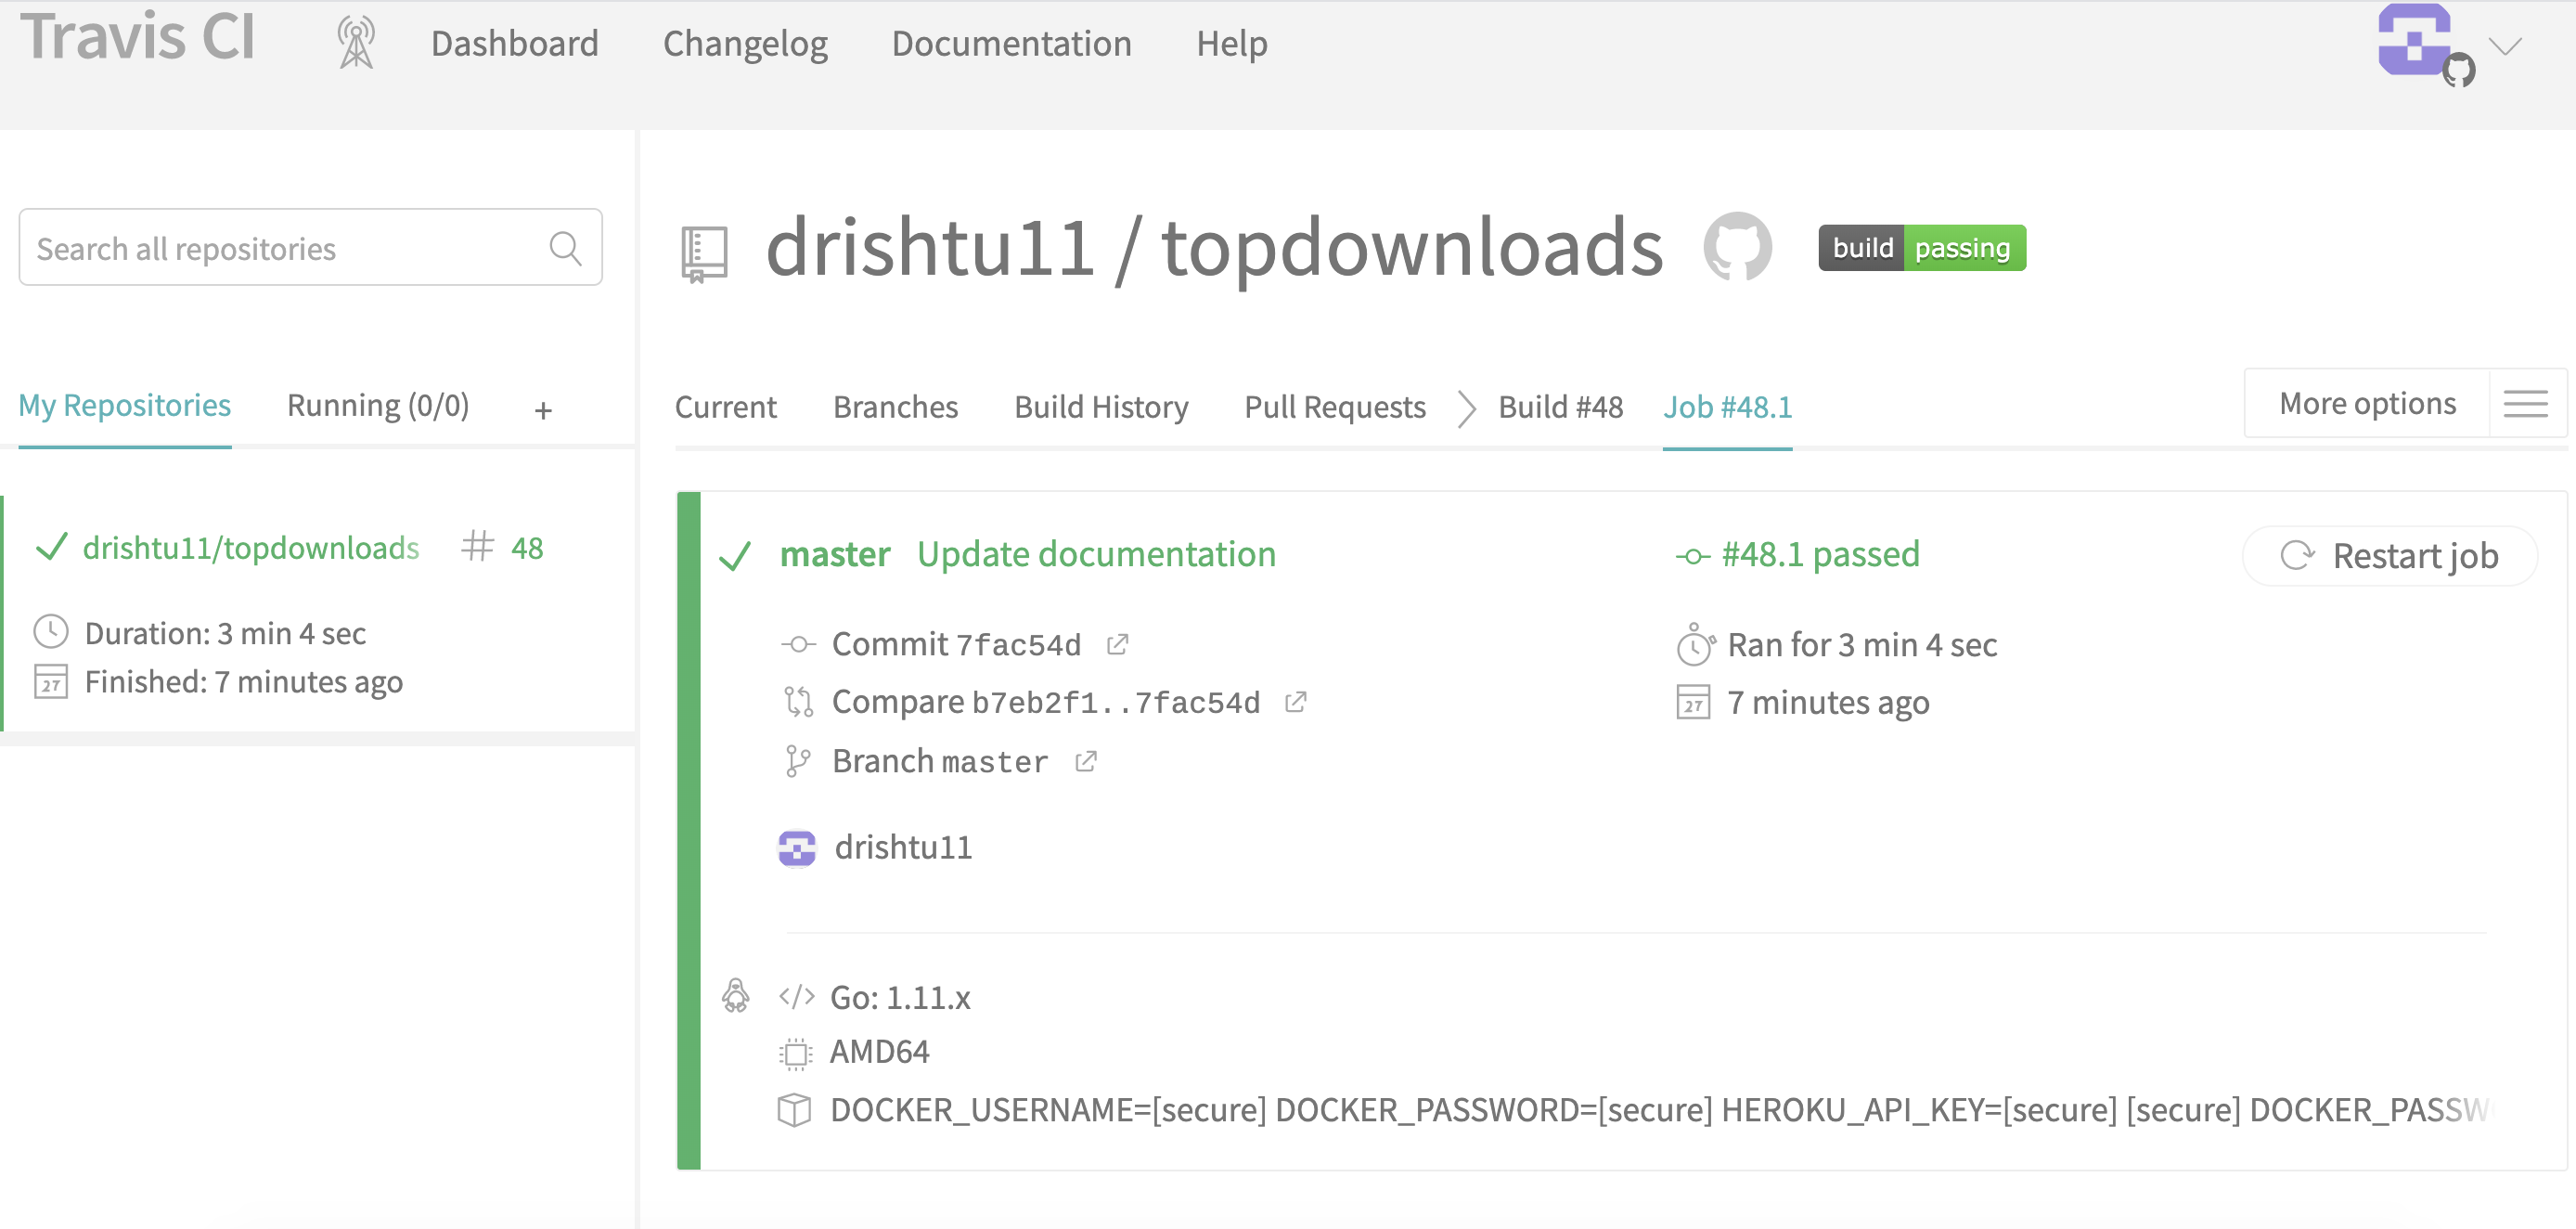 Travis CI
Dashboard
Changelog
Documentation
Help
Search all repositories
My Repositories
Running (0/0)
+
drishtu11/topdownloads
# 48
Duration: 3 min 4 sec
27 Finished: 7 minutes ago
drishtu11 / topdownloads
build passing
Current
Branches
Build History
Pull Requests
Build #48
Job #48.1
More options
master Update documentation
Commit 7fac54d
Compare b7eb2f1..7fac54d
Branch master
drishtu11
#48.1 passed
Ran for 3 min 4 sec
27 7 minutes ago
Restart job
</> Go: 1.11.x
AMD64
DOCKER_USERNAME=[secure] DOCKER_PASSWORD=[secure] HEROKU_API_KEY=[secure] [secure] DOCKER_PASSW